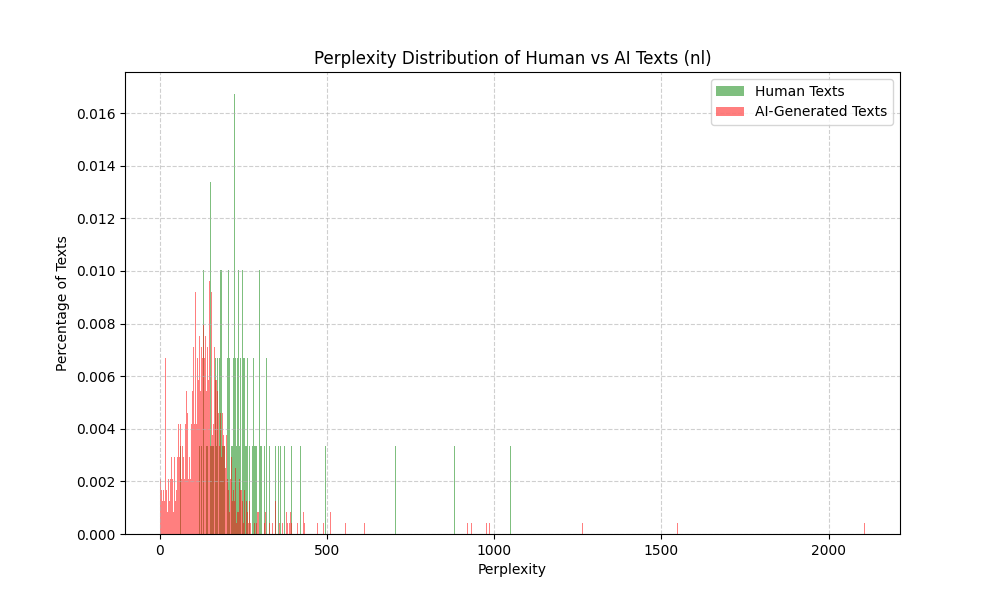 Perplexity Distribution of Human vs AI Texts (nl)
Human Texts
AI-Generated Texts
Percentage of Texts
0.016
0.014
0.012
0.010
0.008
0.006
0.004
0.002
0.000
0 500 1000 1500 2000
Perplexity